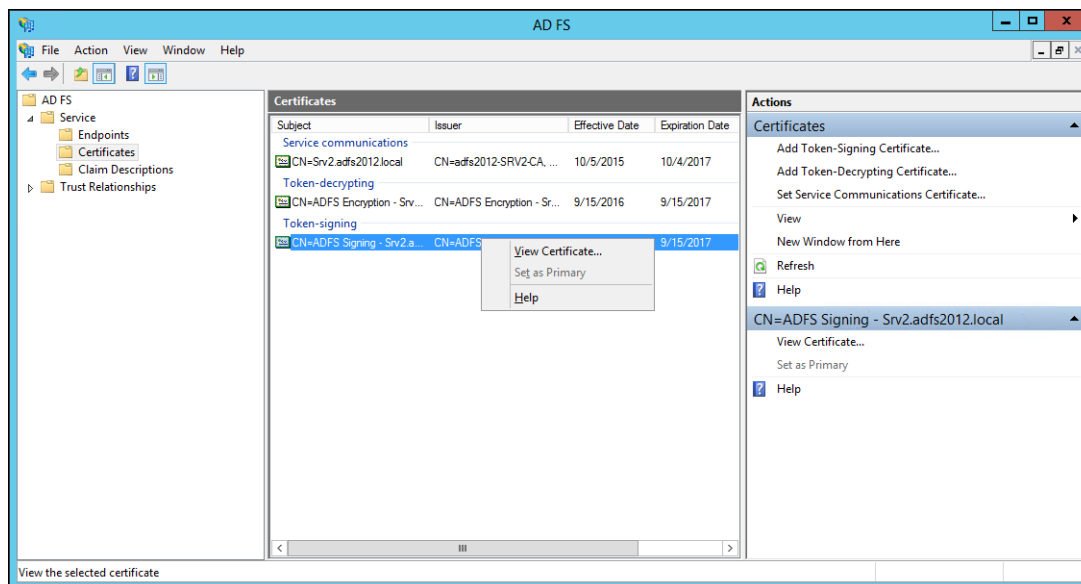 AD FS
File Action View Window Help
AD FS
Service
Endpoints
Certificates
Claim Descriptions
Trust Relationships
Certificates
Subject Issuer Effective Date Expiration Date
Service communications
CN=Srv2.adfs2012.local CN=adfs2012-SRV2-CA, ... 10/5/2015 10/4/2017
Token-decrypting
CN=ADFS Encryption - Srv... CN=ADFS Encryption - Sr... 9/15/2016 9/15/2017
Token-signing
CN=ADFS Signing - Srv2.a... CN=ADFS 9/15/2017
View Certificate...
Set as Primary
Help
Actions
Certificates
Add Token-Signing Certificate...
Add Token-Decrypting Certificate...
Set Service Communications Certificate...
View
New Window from Here
Refresh
Help
CN=ADFS Signing - Srv2.adfs2012.local
View Certificate...
Set as Primary
Help
View the selected certificate